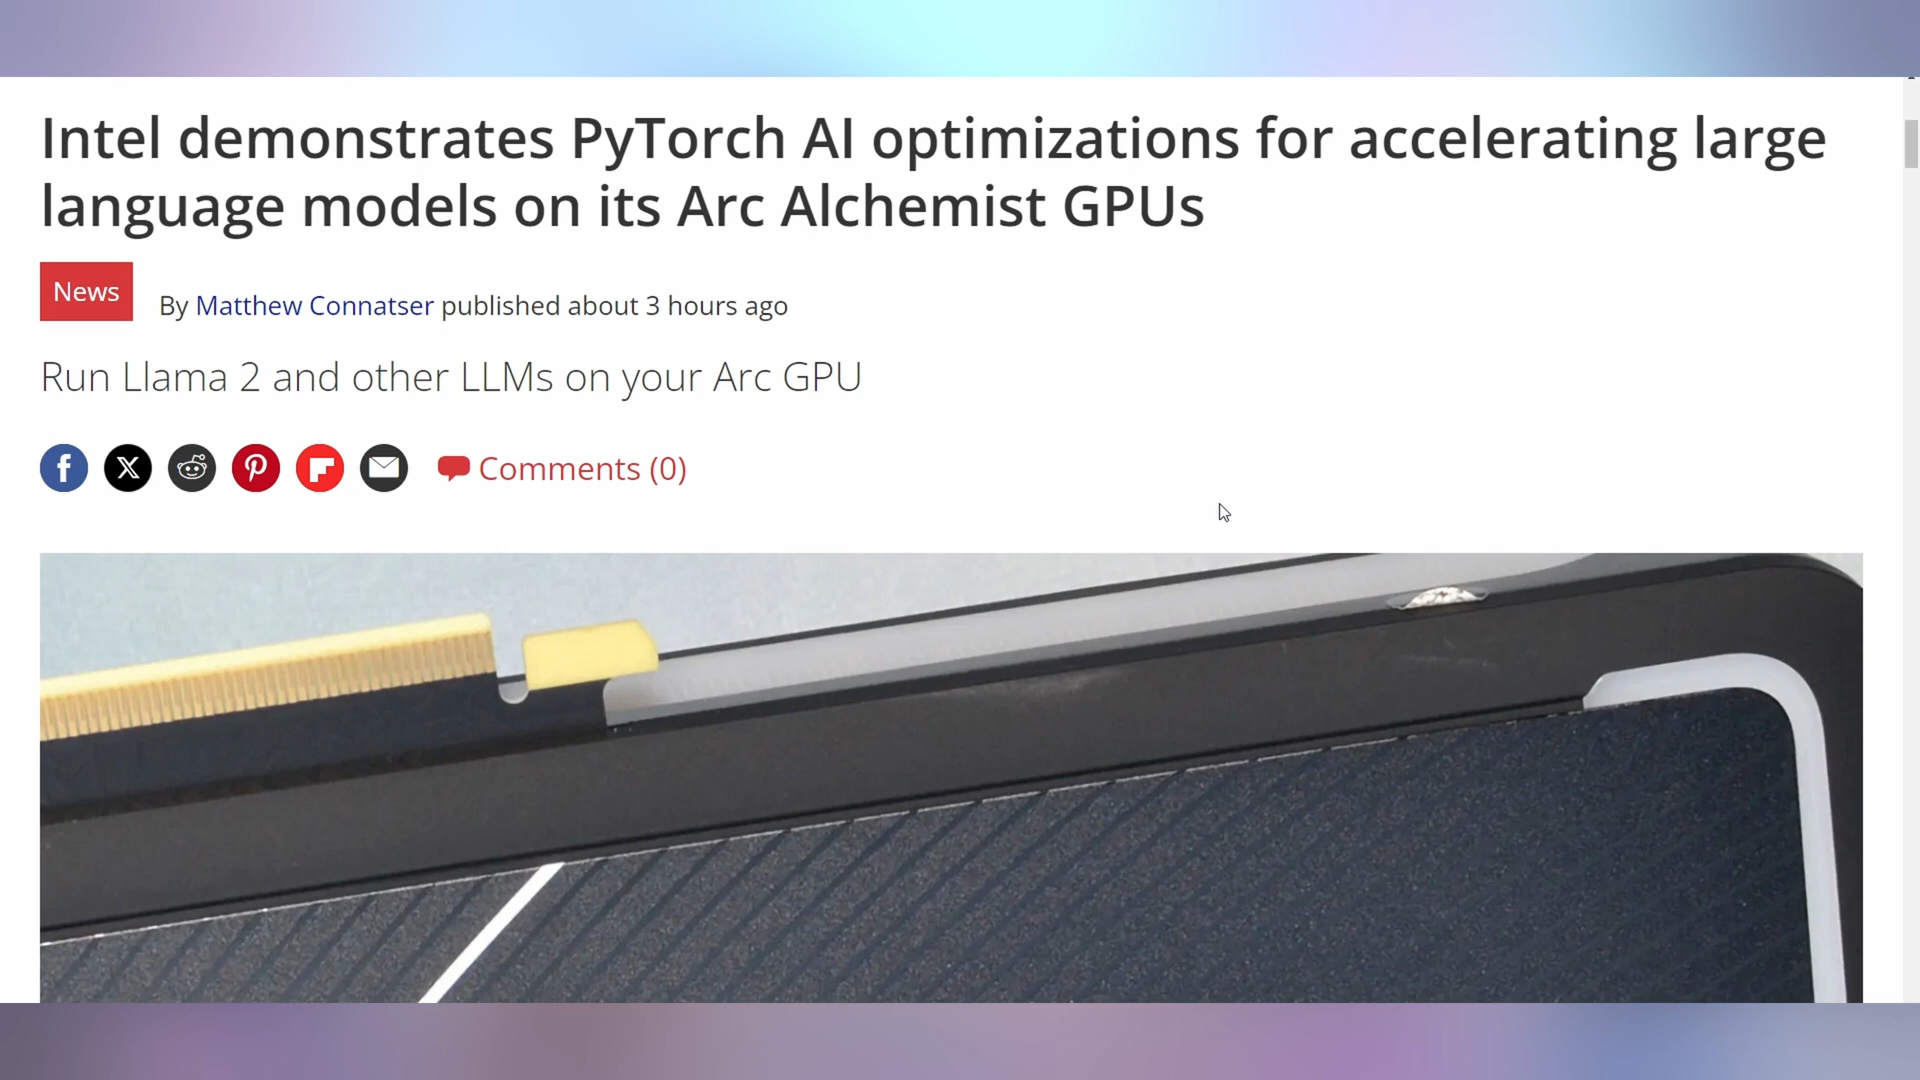 Intel demonstrates PyTorch AI optimizations for accelerating large
language models on its Arc Alchemist GPUs
News
By Matthew Connatser published about 3 hours ago
Run Llama 2 and other LLMs on your Arc GPU
Comments (0)